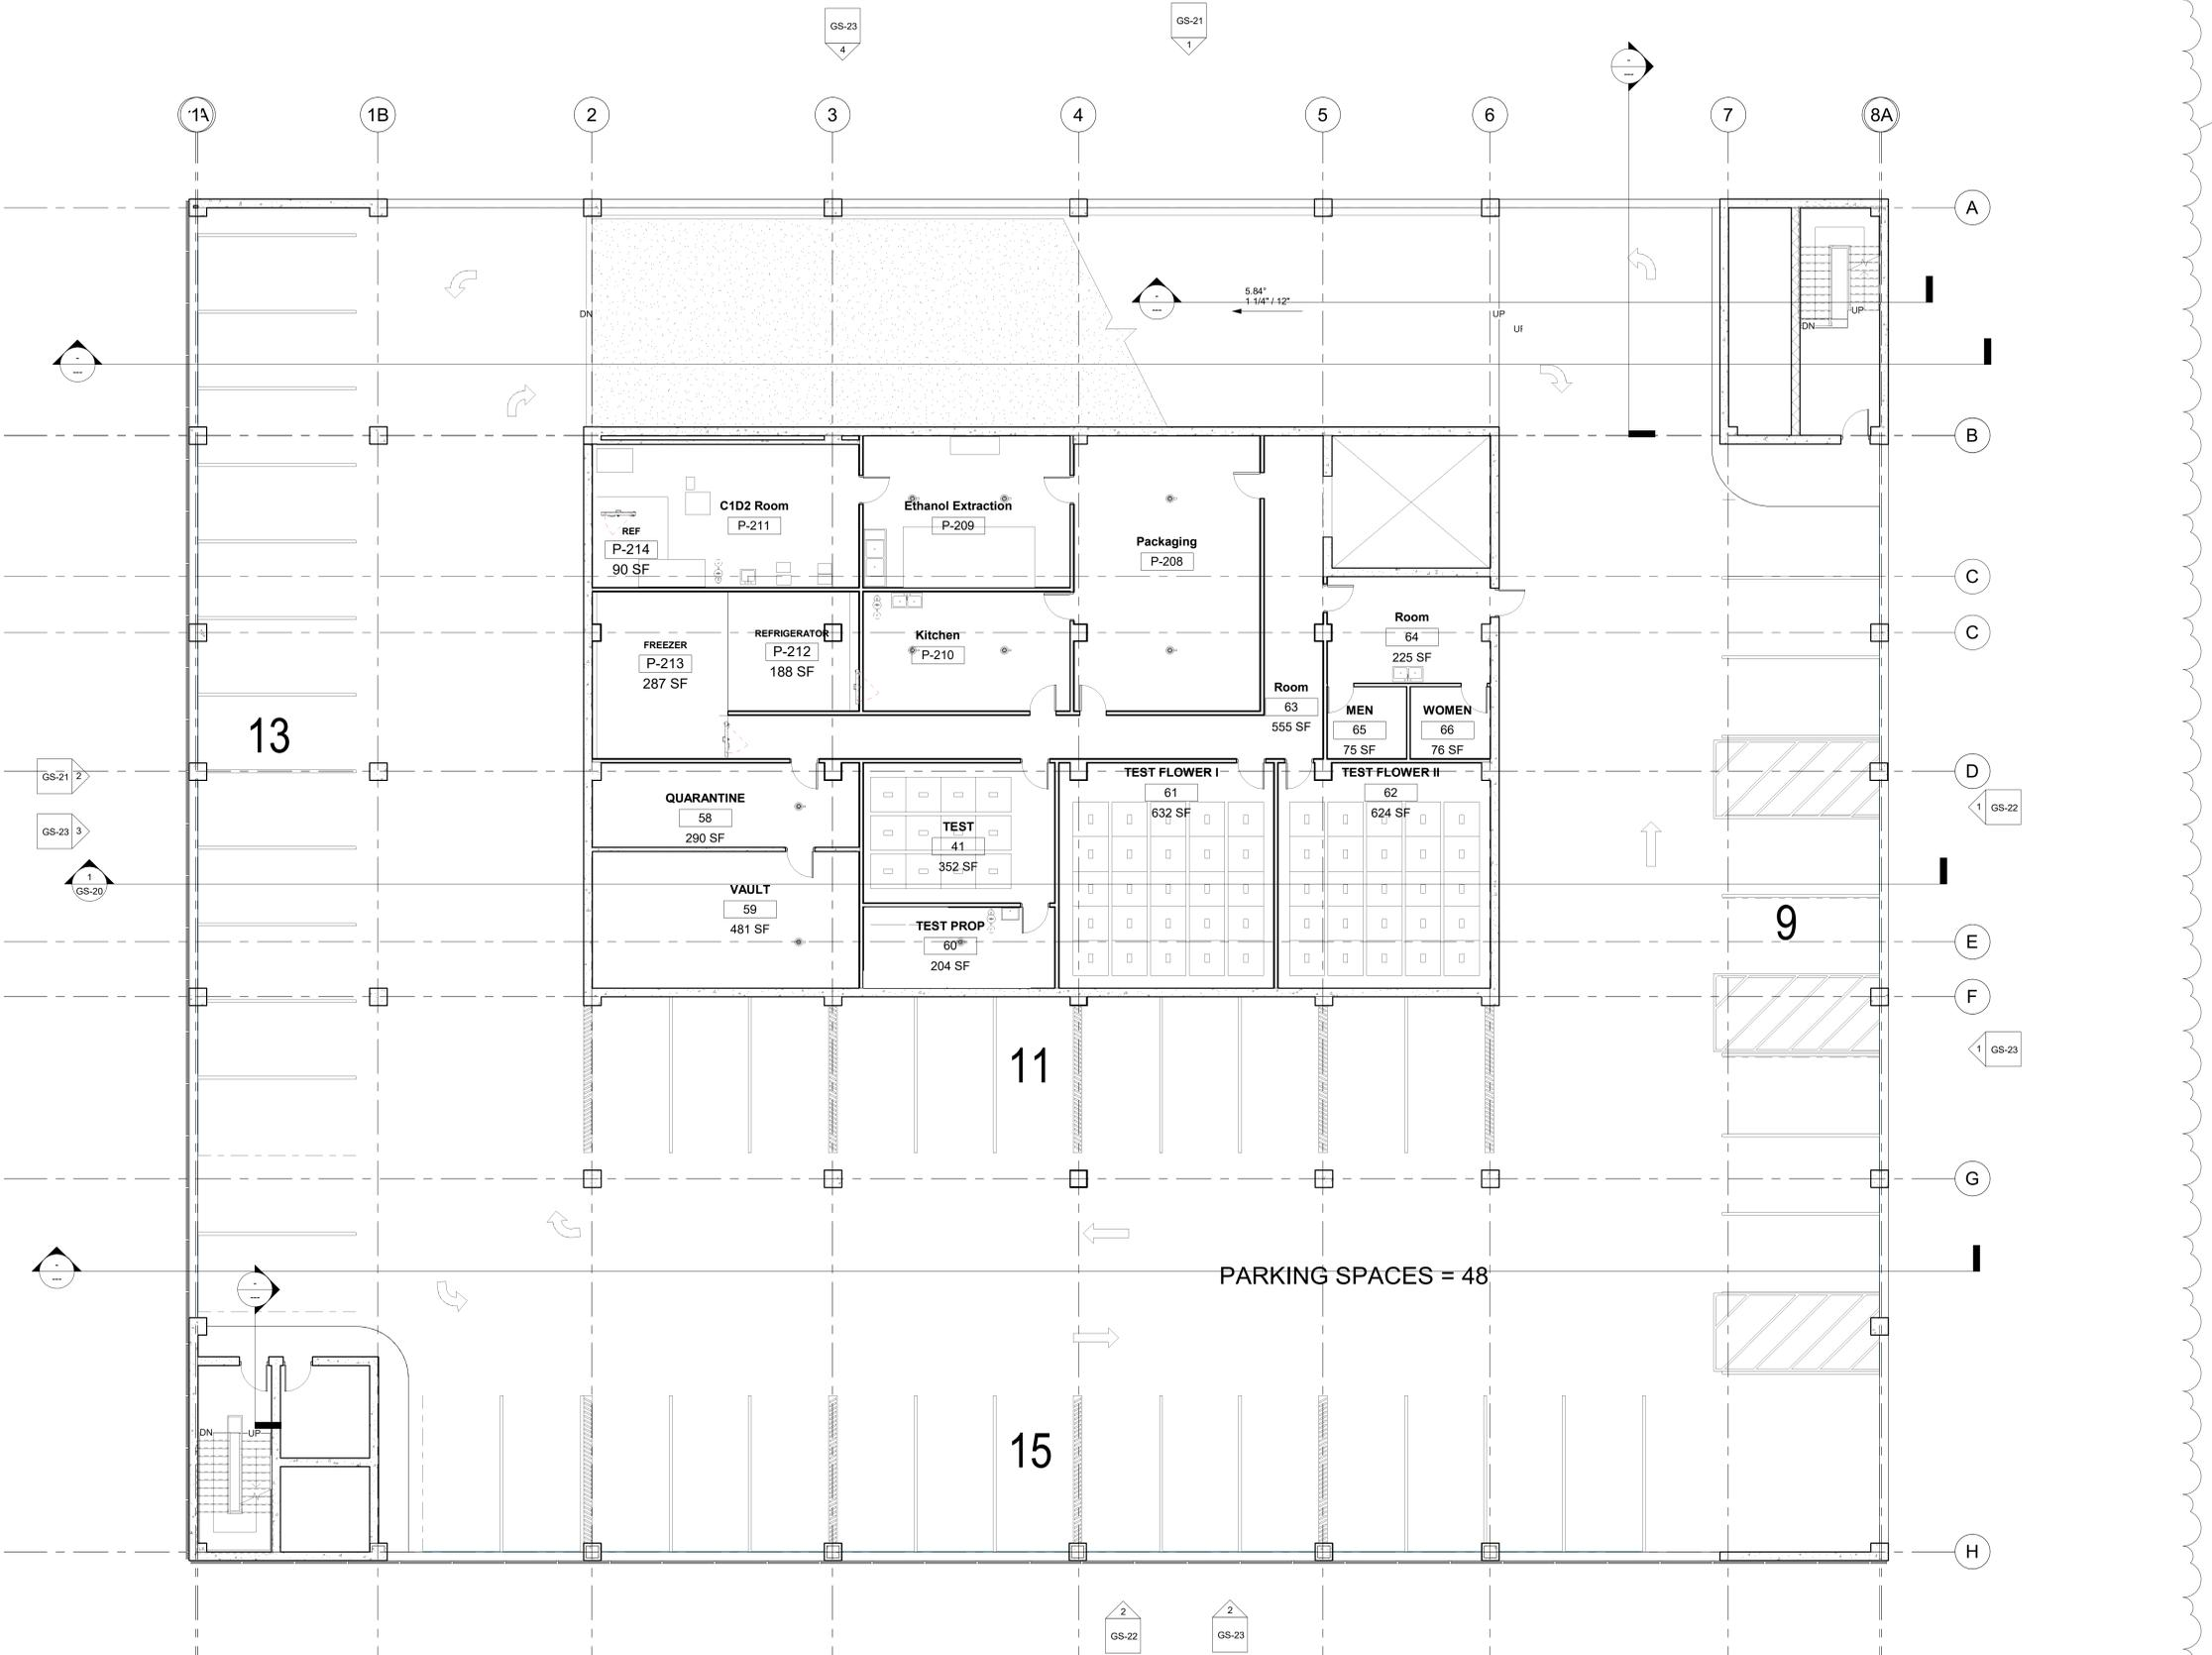 GS-23
4
GS-21
1
-
---
1A
1B
2
3
4
5
6
7
8A
A
5.84°
1 1/4" / 12"
-
---
DN
UP
UP
DN
UP
-
---
B
C1D2 Room
P-211
REF
P-214
90 SF
Ethanol Extraction
P-209
Packaging
P-208
C
FREEZER
P-213
287 SF
REFRIGERATOR
P-212
188 SF
Kitchen
P-210
Room
64
225 SF
C
Room
63
555 SF
MEN
65
75 SF
WOMEN
66
76 SF
13
GS-21 2
GS-23 3
D
1 GS-22
QUARANTINE
58
290 SF
TEST
41
352 SF
TEST FLOWER I
61
632 SF
TEST FLOWER II
62
624 SF
1
GS-20
VAULT
59
481 SF
TEST PROP
60
204 SF
9
E
F
11
1 GS-23
G
-
---
-
---
PARKING SPACES = 48
DN
UP
15
H
2
GS-22
2
GS-23